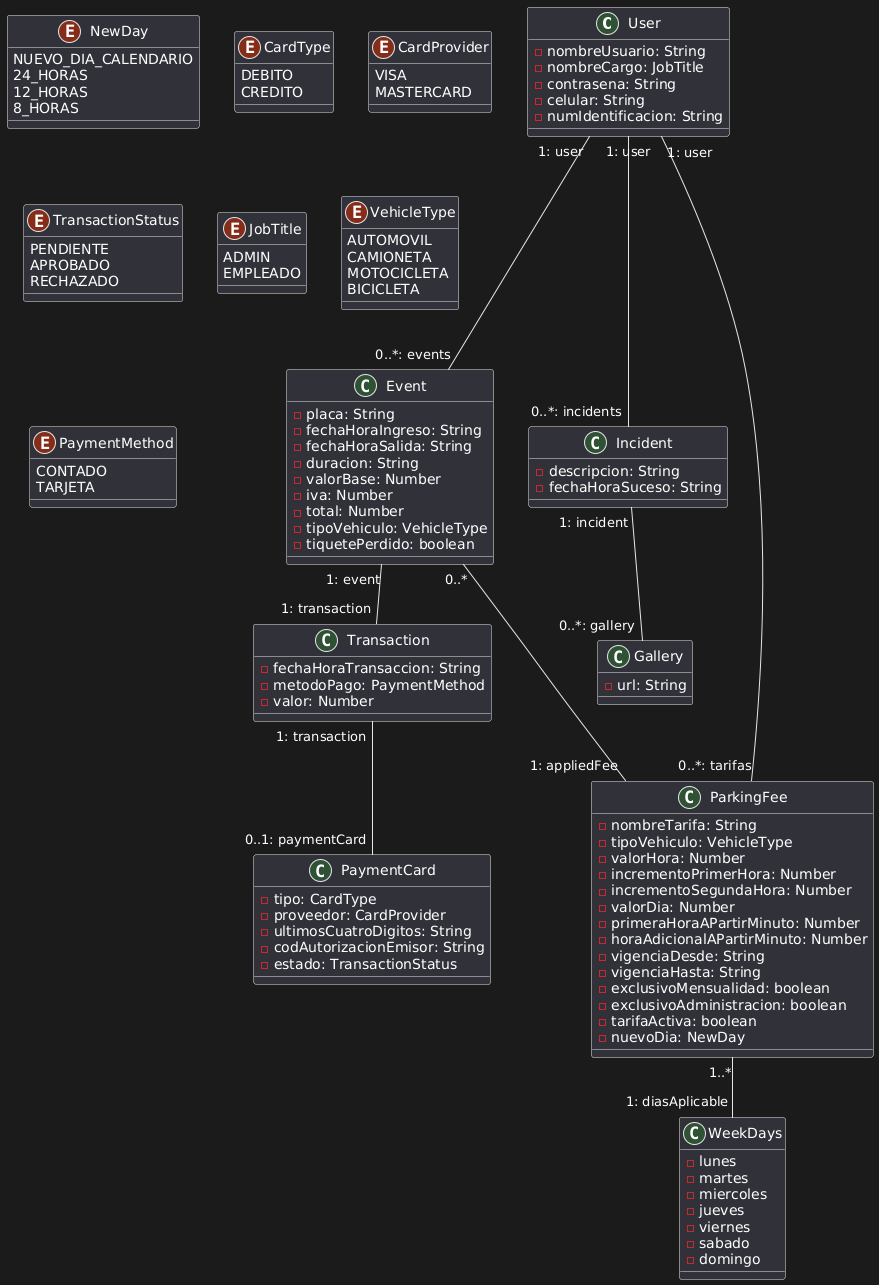 E NewDay
NUEVO_DIA_CALENDARIO
24_HORAS
12_HORAS
8_HORAS
E CardType
DEBITO
CREDITO
E CardProvider
VISA
MASTERCARD
C User
nombreUsuario: String
nombreCargo: JobTitle
contrasena: String
celular: String
numIdentificacion: String
1: user
1: user
1: user
E TransactionStatus
PENDIENTE
APROBADO
RECHAZADO
E JobTitle
ADMIN
EMPLEADO
E VehicleType
AUTOMOVIL
CAMIONETA
MOTOCICLETA
BICICLETA
0..*: events
0..*: incidents
E PaymentMethod
CONTADO
TARJETA
C Event
placa: String
fechaHoraIngreso: String
fechaHoraSalida: String
duracion: String
valorBase: Number
iva: Number
total: Number
tipoVehiculo: VehicleType
tiquetePerdido: boolean
C Incident
descripcion: String
fechaHoraSuceso: String
1: incident
1: event
0..*
1: transaction
0..*: gallery
C Transaction
fechaHoraTransaccion: String
metodoPago: PaymentMethod
valor: Number
C Gallery
url: String
1: transaction
1: appliedFee
0..*: tarifas
0..1: paymentCard
C PaymentCard
tipo: CardType
proveedor: CardProvider
ultimosCuatroDigitos: String
codAutorizacionEmisor: String
estado: TransactionStatus
C ParkingFee
nombreTarifa: String
tipoVehiculo: VehicleType
valorHora: Number
incrementoPrimerHora: Number
incrementoSegundaHora: Number
valorDia: Number
primeraHoraAPartirMinuto: Number
horaAdicionalAPartirMinuto: Number
vigenciaDesde: String
vigenciaHasta: String
exclusivoMensualidad: boolean
exclusivoAdministracion: boolean
tarifaActiva: boolean
nuevoDia: NewDay
1..*
1: diasAplicable
C WeekDays
lunes
martes
miercoles
jueves
viernes
sabado
domingo